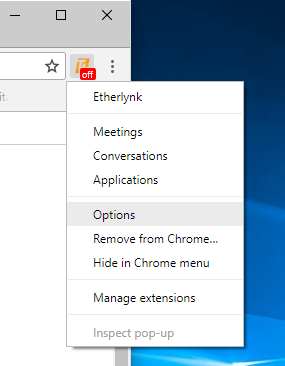 off
Etherlynk
Meetings
Conversations
Applications
Options
Remove from Chrome...
Hide in Chrome menu
Manage extensions
Inspect pop-up